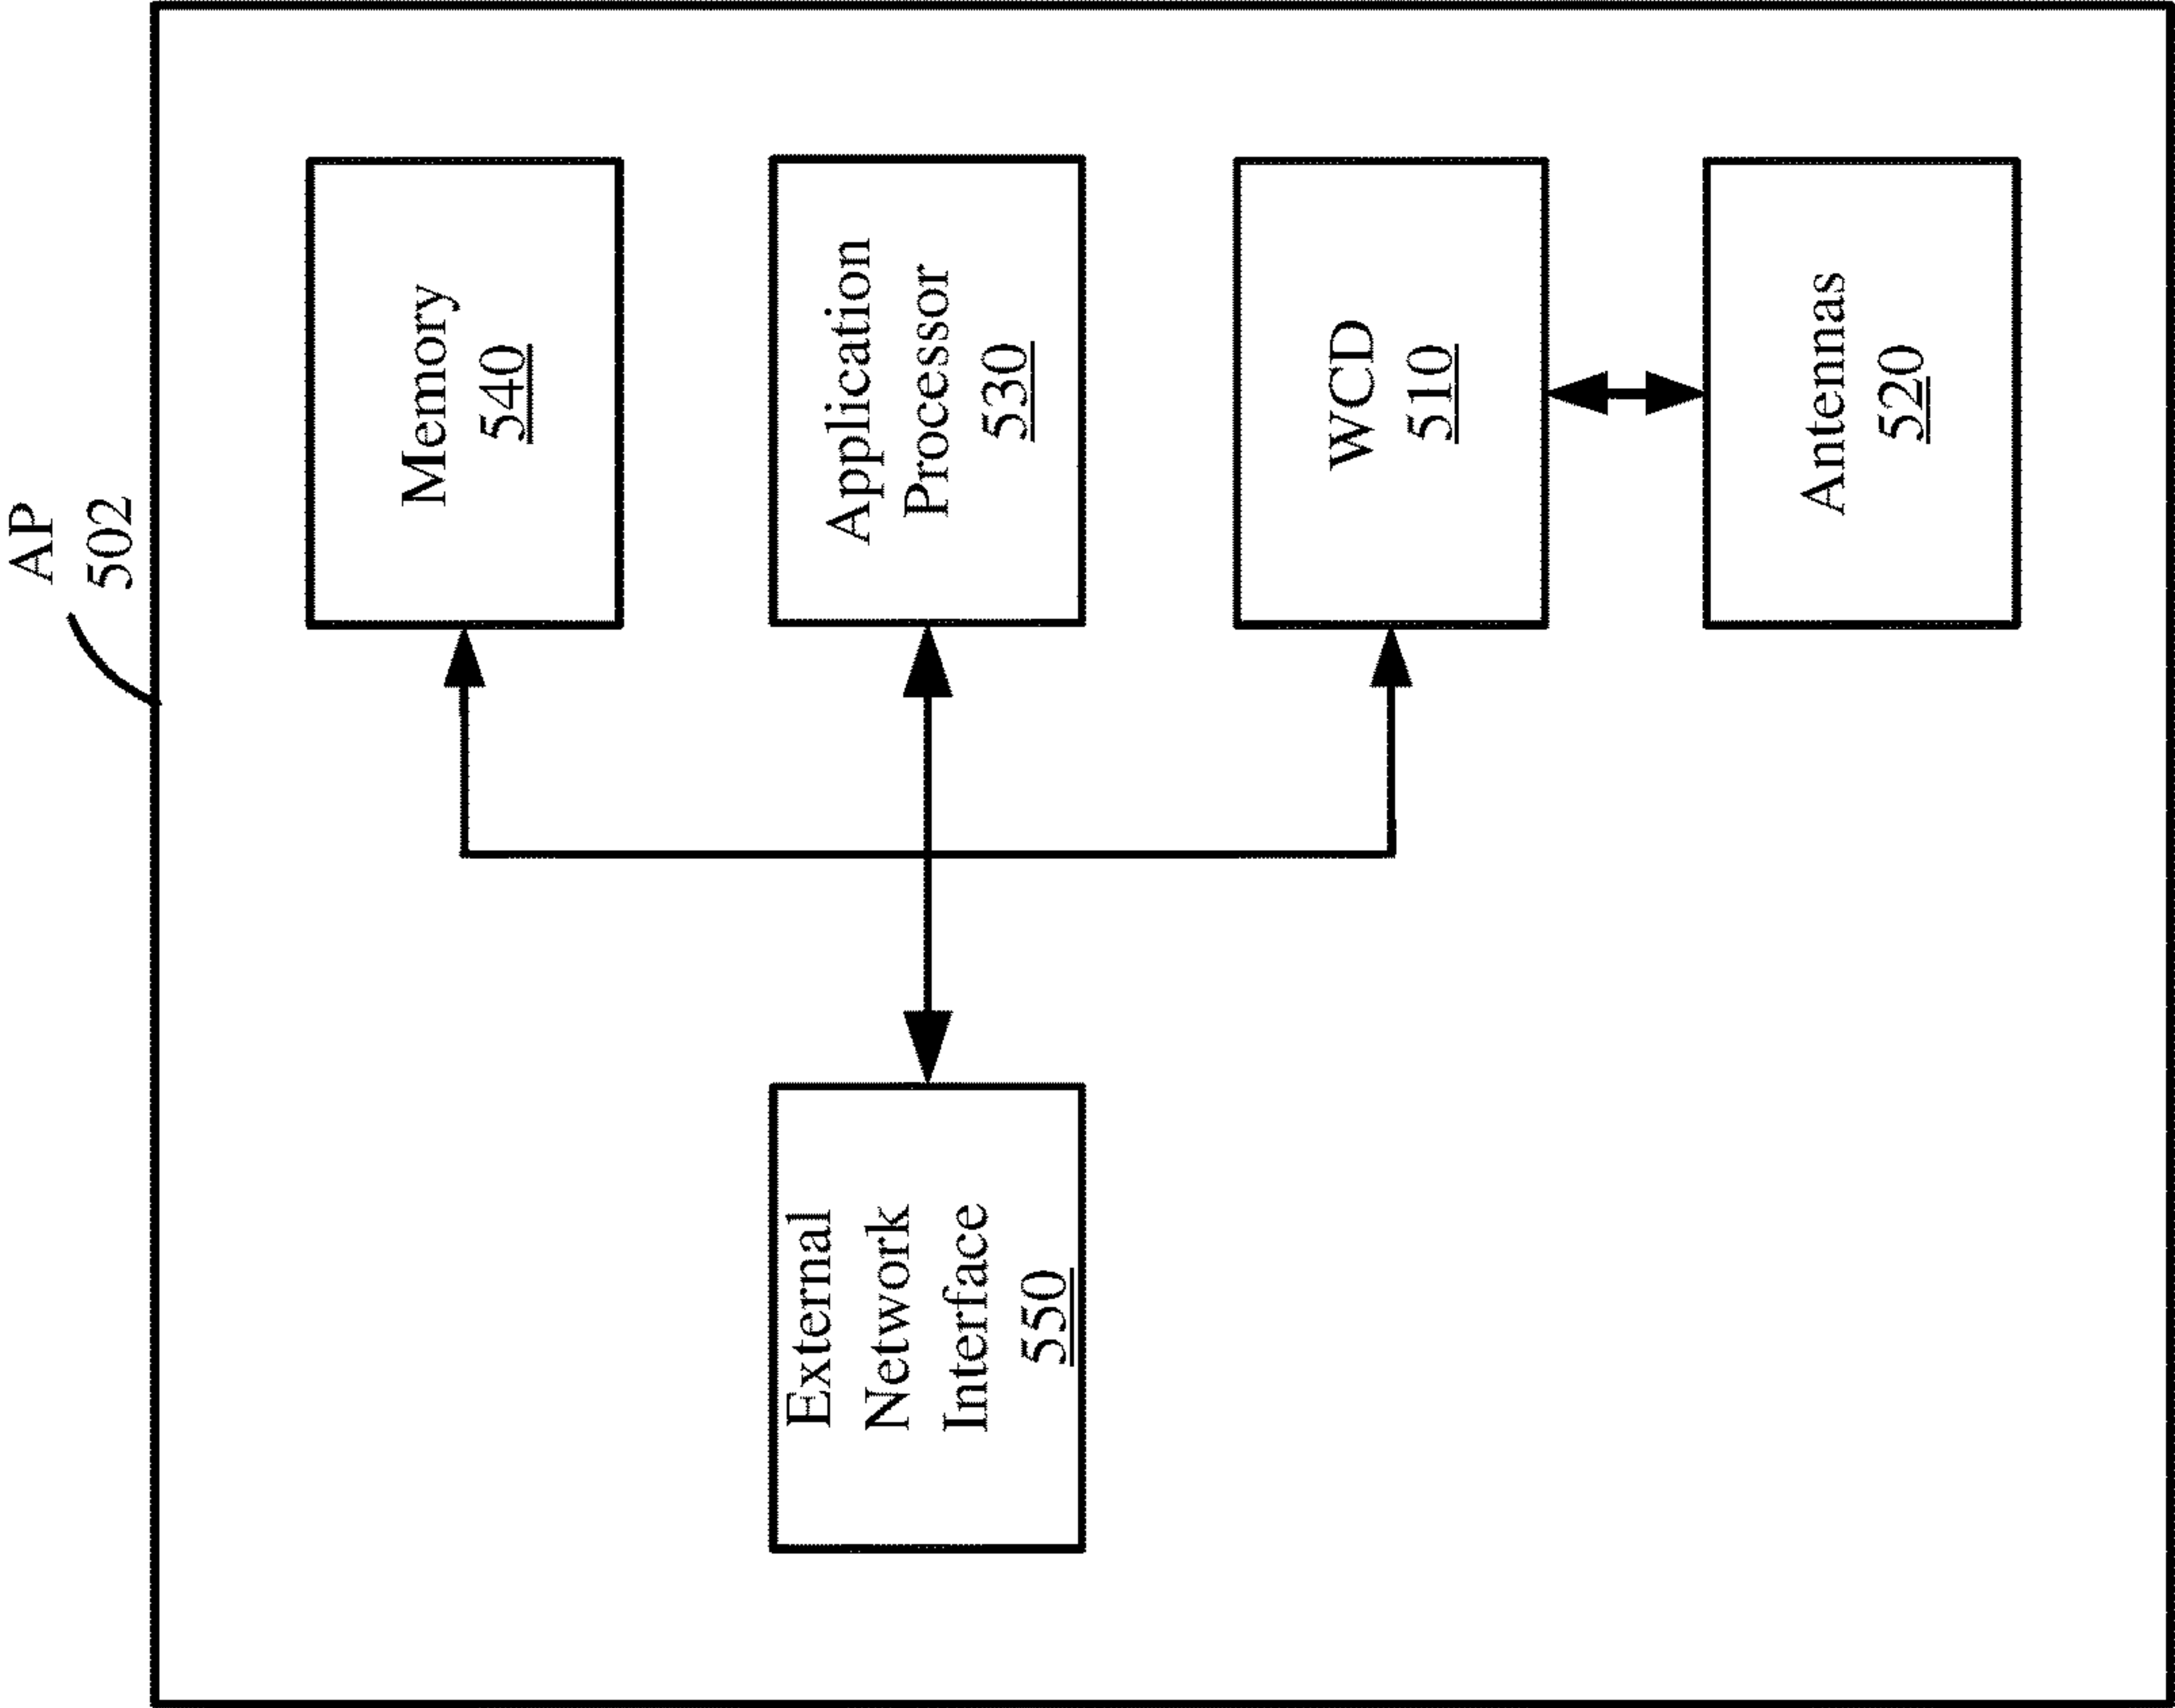 AP
502
Memory
540
Application
Processor
530
WCD
510
Antennas
520
External
Network
Interface
550